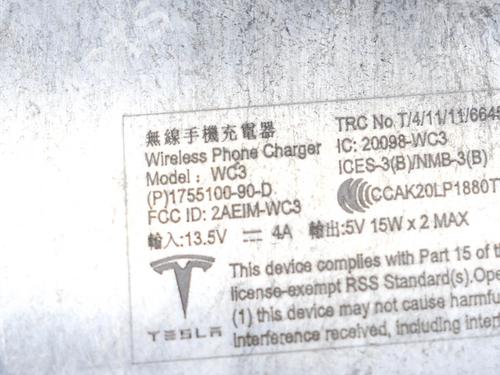 無線手機充電器
Wireless Phone Charger
Model : WC3
(P)1755100-90-D
FCC ID: 2AEIM-WC3
輸入:13.5V ⎓ 4A 輸出:5V 15W x 2 MAX
TRC No.T/4/11/11/6645
IC: 20098-WC3
ICES-3(B)/NMB-3(B)
CCAK20LP1880T
TESLA
This device complies with Part 15 of the
license-exempt RSS Standard(s).Ope
(1) this device may not cause harmfu
interference received, including interf